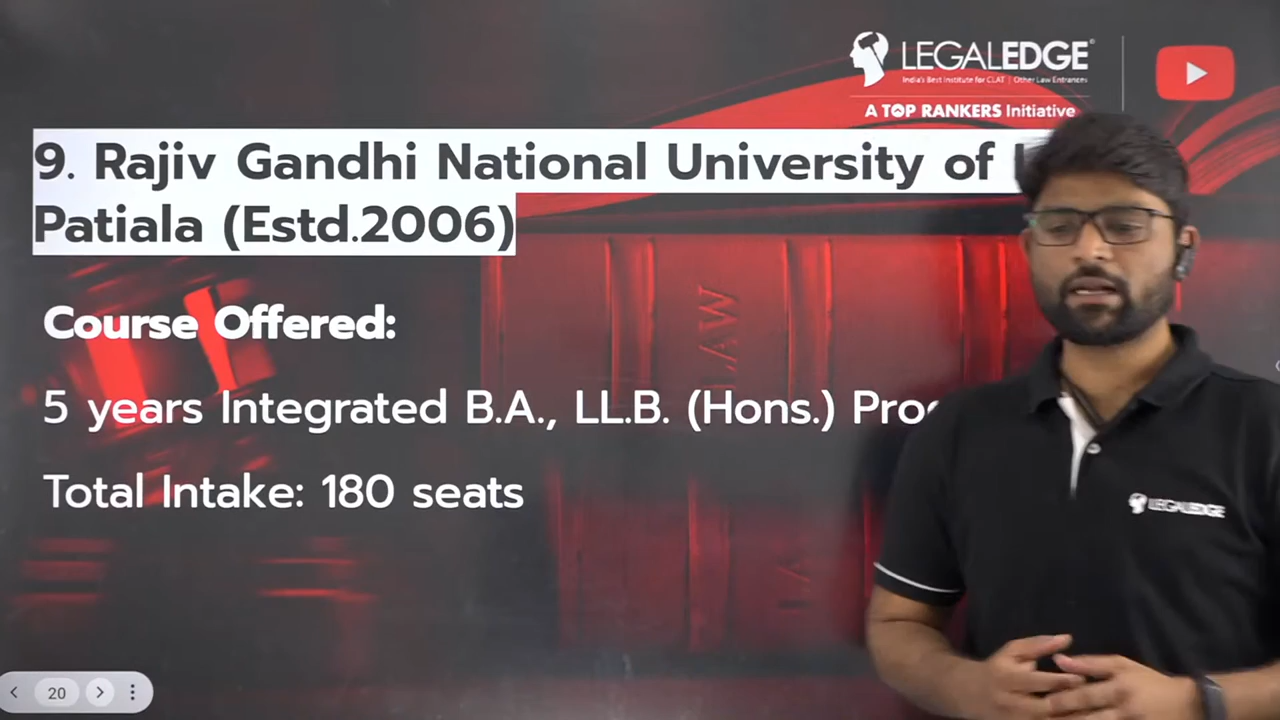 LEGALEDGE
India's Best Institute for CLAT | Other Law Entrances
A TOP RANKERS Initiative
9. Rajiv Gandhi National University of
Patiala (Estd.2006)
Course Offered:
5 years Integrated B.A., LL.B. (Hons.)
Total Intake: 180 seats
LAW
LEGALEDGE
20